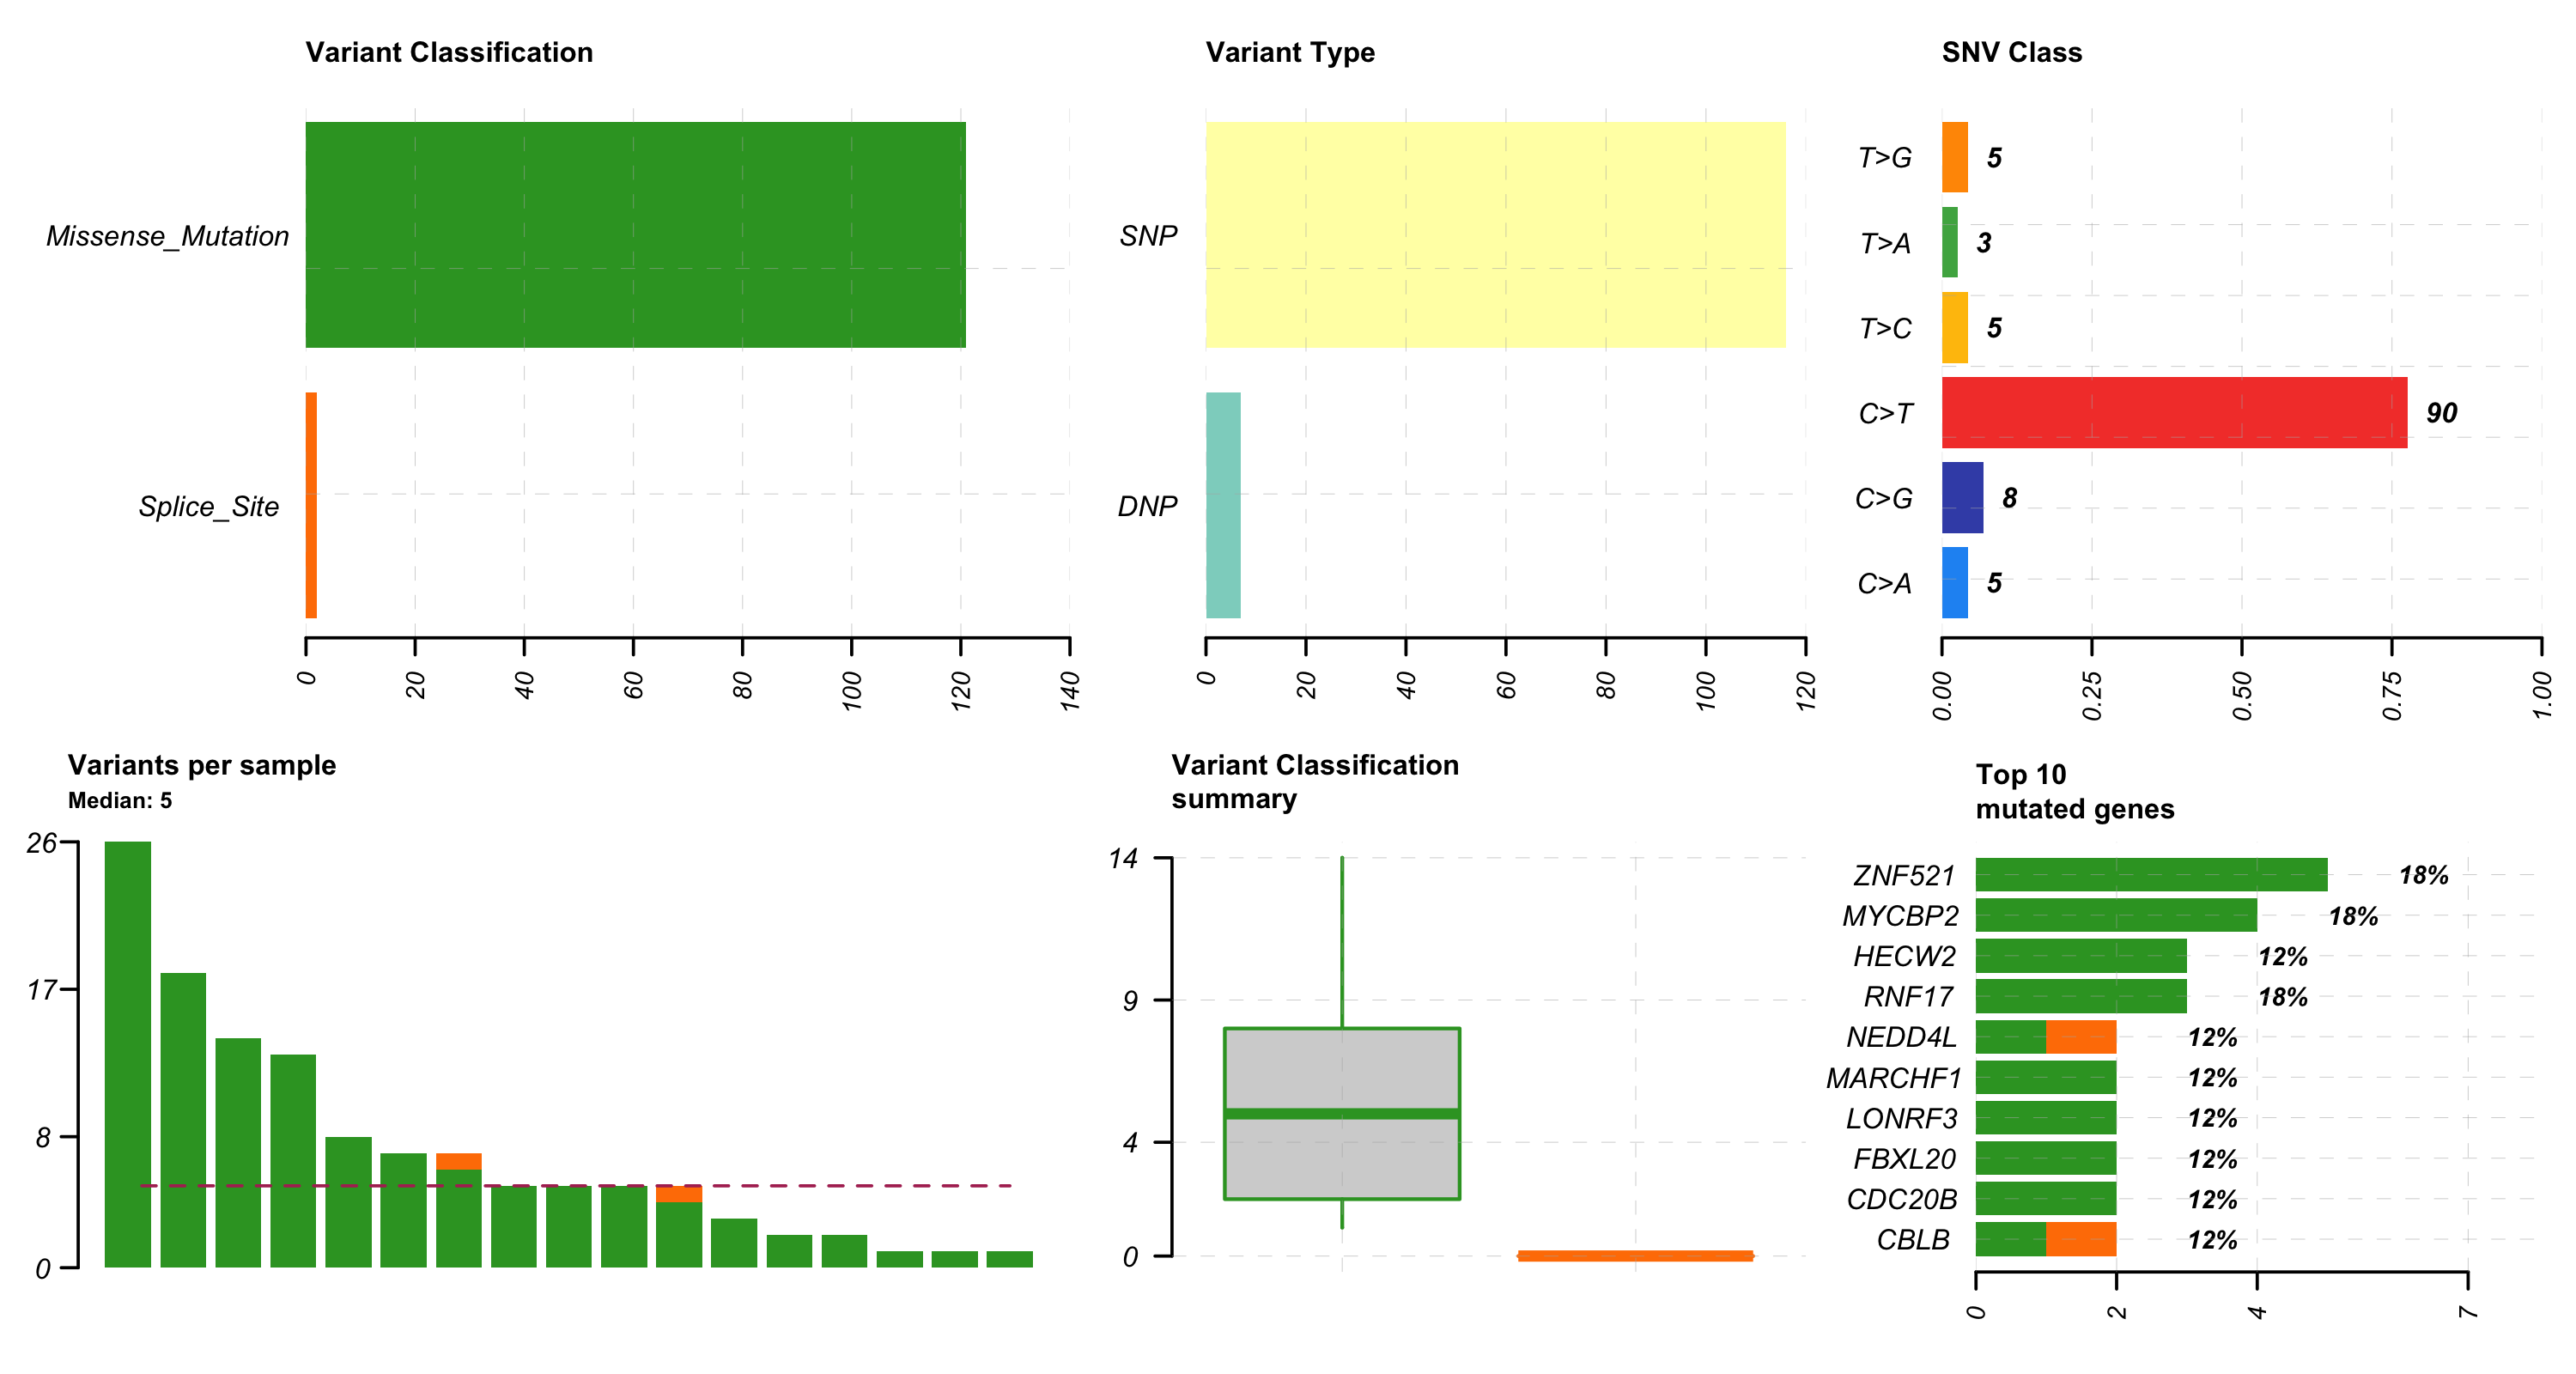 Variant Classification
Missense_Mutation
Splice_Site
0 20 40 60 80 100 120 140
Variant Type
SNP
DNP
0 20 40 60 80 100 120
SNV Class
T>G 5
T>A 3
T>C 5
C>T 90
C>G 8
C>A 5
0.00 0.25 0.50 0.75 1.00
Variants per sample
Median: 5
26
17
8
0
Variant Classification
summary
14
9
4
0
Top 10
mutated genes
ZNF521 18%
MYCBP2 18%
HECW2 12%
RNF17 18%
NEDD4L 12%
MARCHF1 12%
LONRF3 12%
FBXL20 12%
CDC20B 12%
CBLB 12%
0 2 4 7